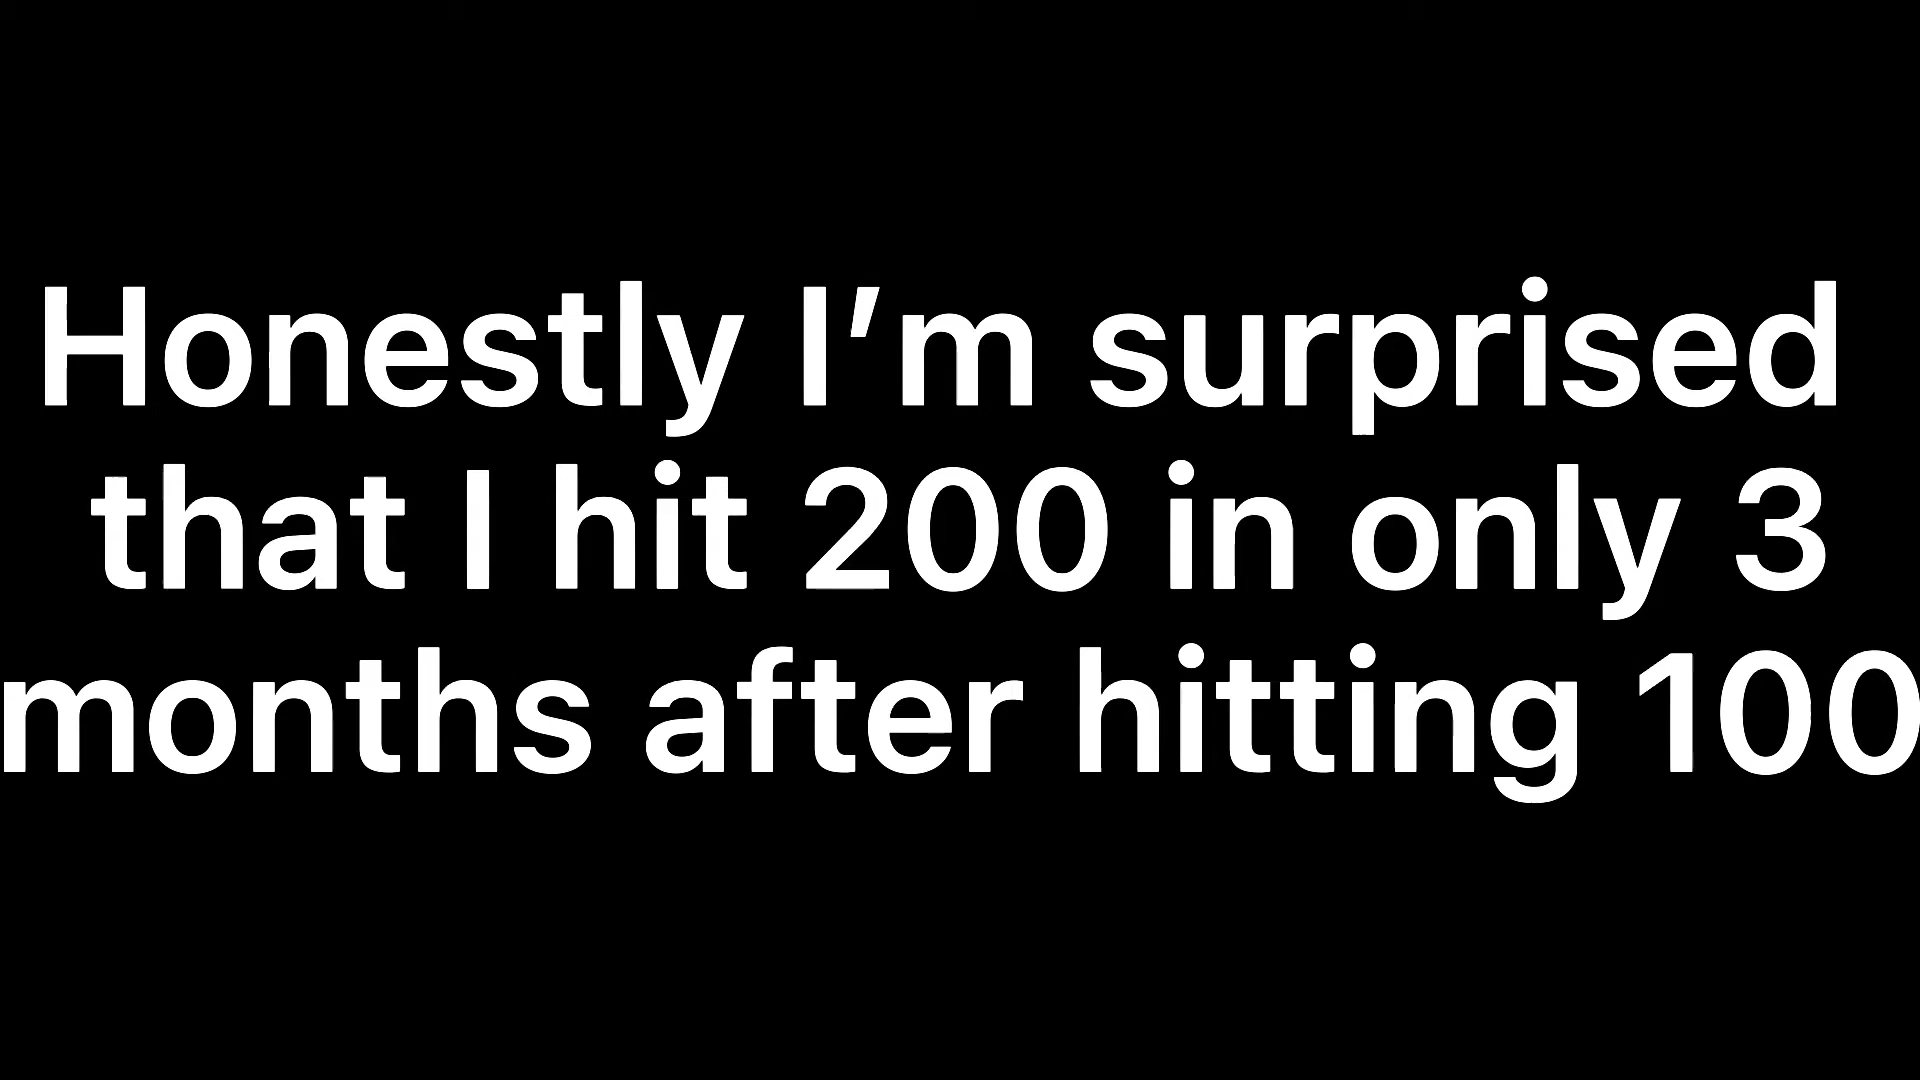 Honestly I’m surprised
that I hit 200 in only 3
months after hitting 100